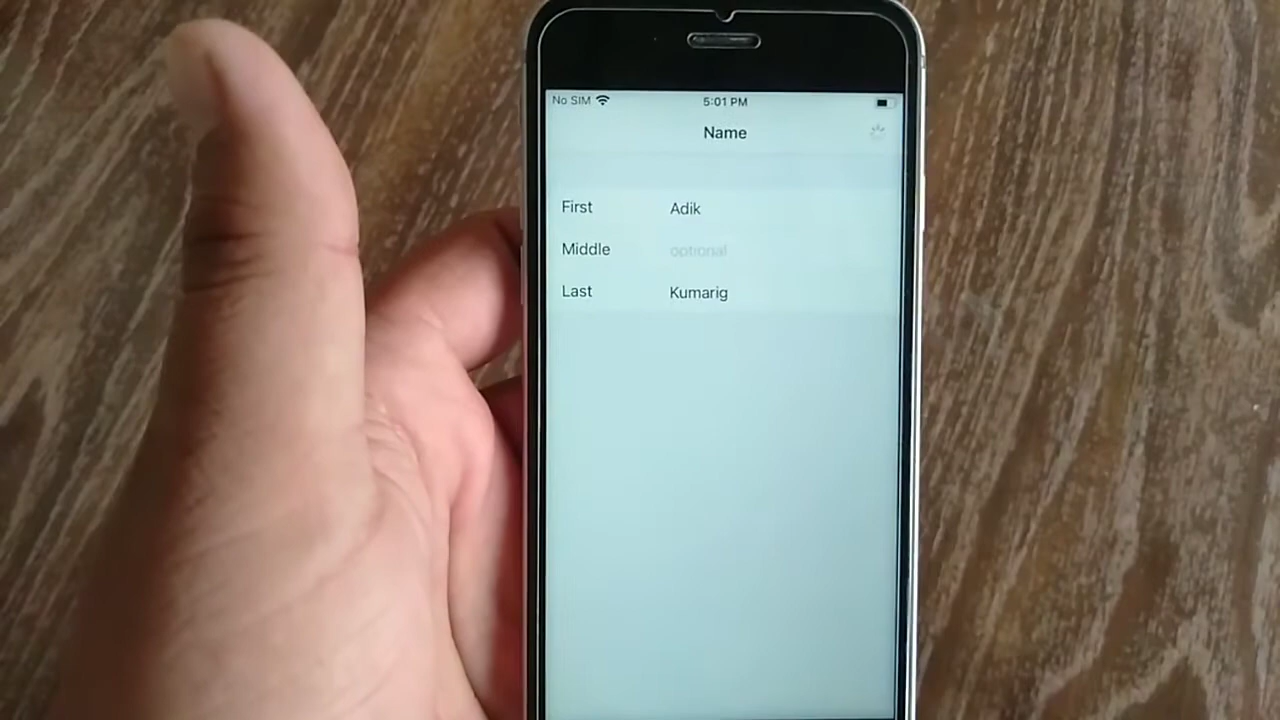 No SIM 5:01 PM
Name
First Adik
Middle optional
Last Kumarig